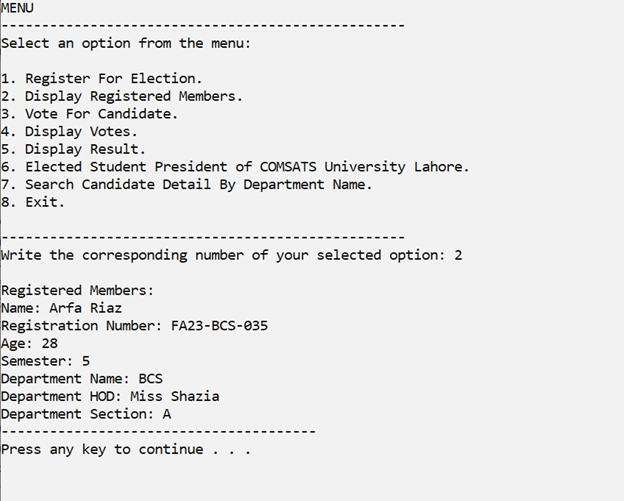 MENU
--------------------------------------------------
Select an option from the menu:
1. Register For Election.
2. Display Registered Members.
3. Vote For Candidate.
4. Display Votes.
5. Display Result.
6. Elected Student President of COMSATS University Lahore.
7. Search Candidate Detail By Department Name.
8. Exit.
--------------------------------------------------
Write the corresponding number of your selected option: 2
Registered Members:
Name: Arfa Riaz
Registration Number: FA23-BCS-035
Age: 28
Semester: 5
Department Name: BCS
Department HOD: Miss Shazia
Department Section: A
---------------------------------------
Press any key to continue . . .